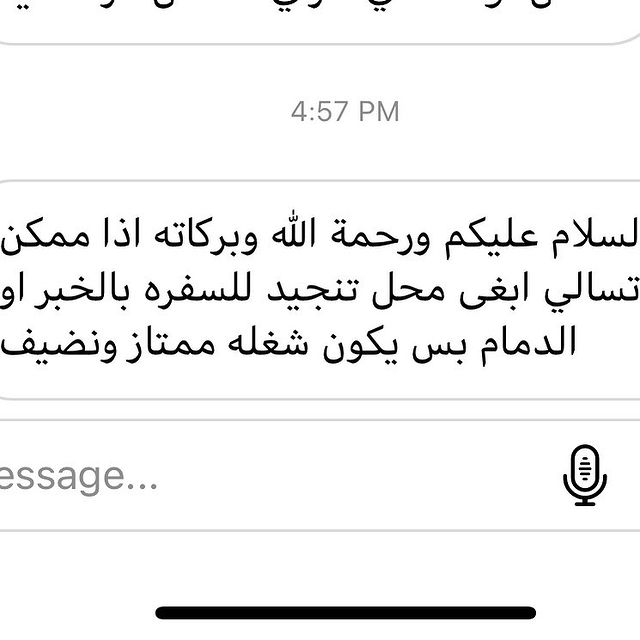 4:57 PM
لسلام عليكم ورحمة الله وبركاته اذا ممكن
تسالي ابغى محل تنجيد للسفره بالخبر او
الدمام بس يكون شغله ممتاز ونضيف
essage...